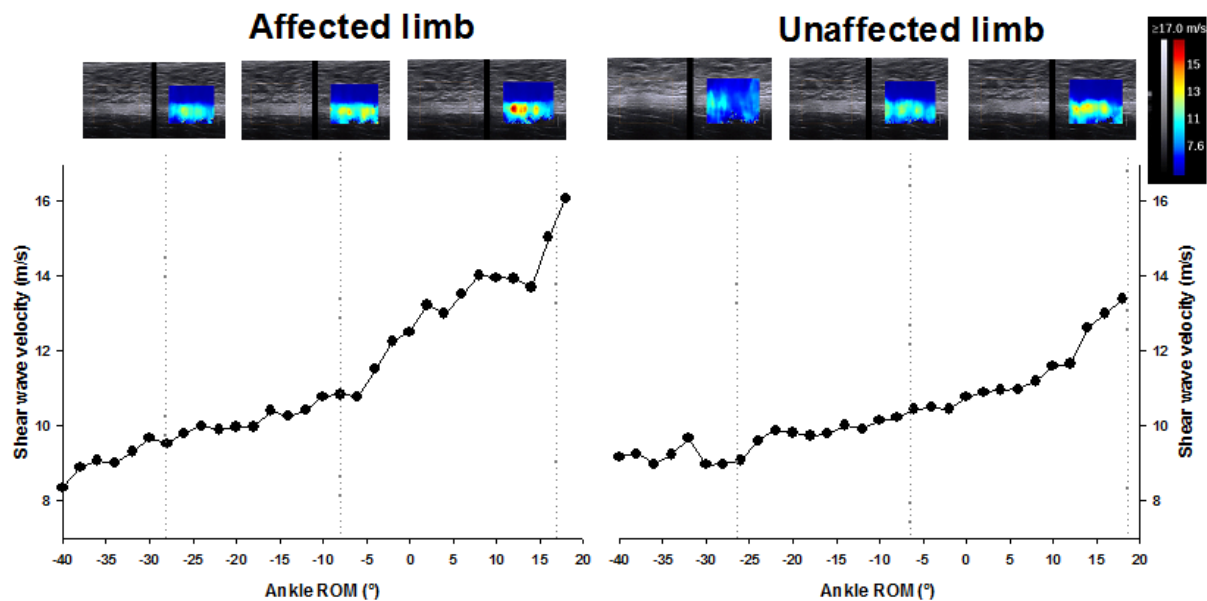 Affected limb
Unaffected limb
≥17.0 m/s
15
13
11
7.6
Shear wave velocity (m/s)
16
14
12
10
8
-40 -35 -30 -25 -20 -15 -10 -5 0 5 10 15 20
Ankle ROM (°)
-40 -35 -30 -25 -20 -15 -10 -5 0 5 10 15 20
Ankle ROM (°)
16
14
12
10
8
Shear wave velocity (m/s)